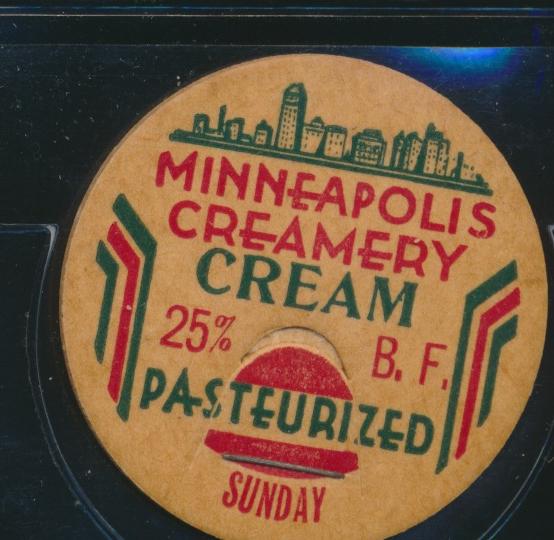 MINNEAPOLIS
CREAMERY
CREAM
25% B. F.
PASTEURIZED
SUNDAY